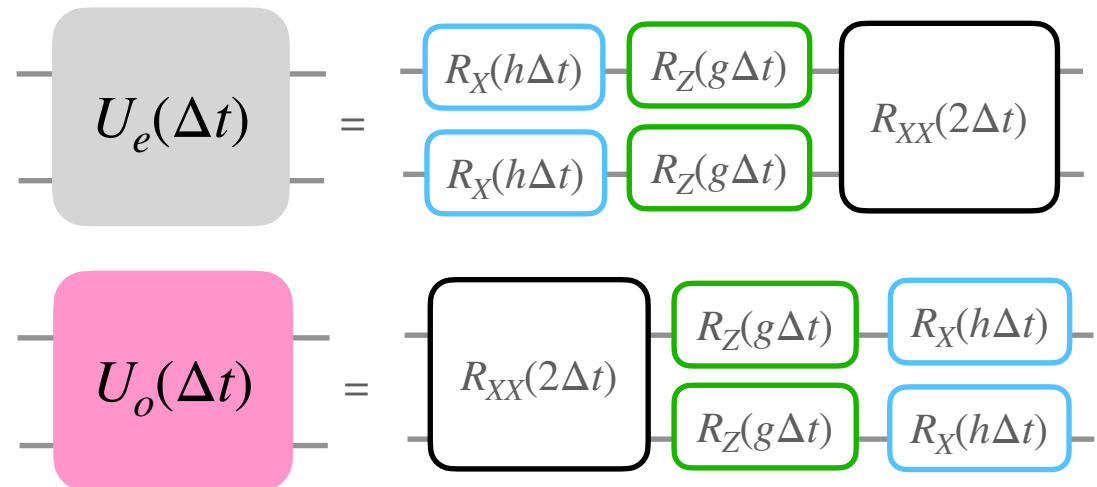 U_e(Δt) = R_X(hΔt) R_Z(gΔt) R_XX(2Δt)
R_X(hΔt) R_Z(gΔt)
U_o(Δt) = R_XX(2Δt) R_Z(gΔt) R_X(hΔt)
R_Z(gΔt) R_X(hΔt)